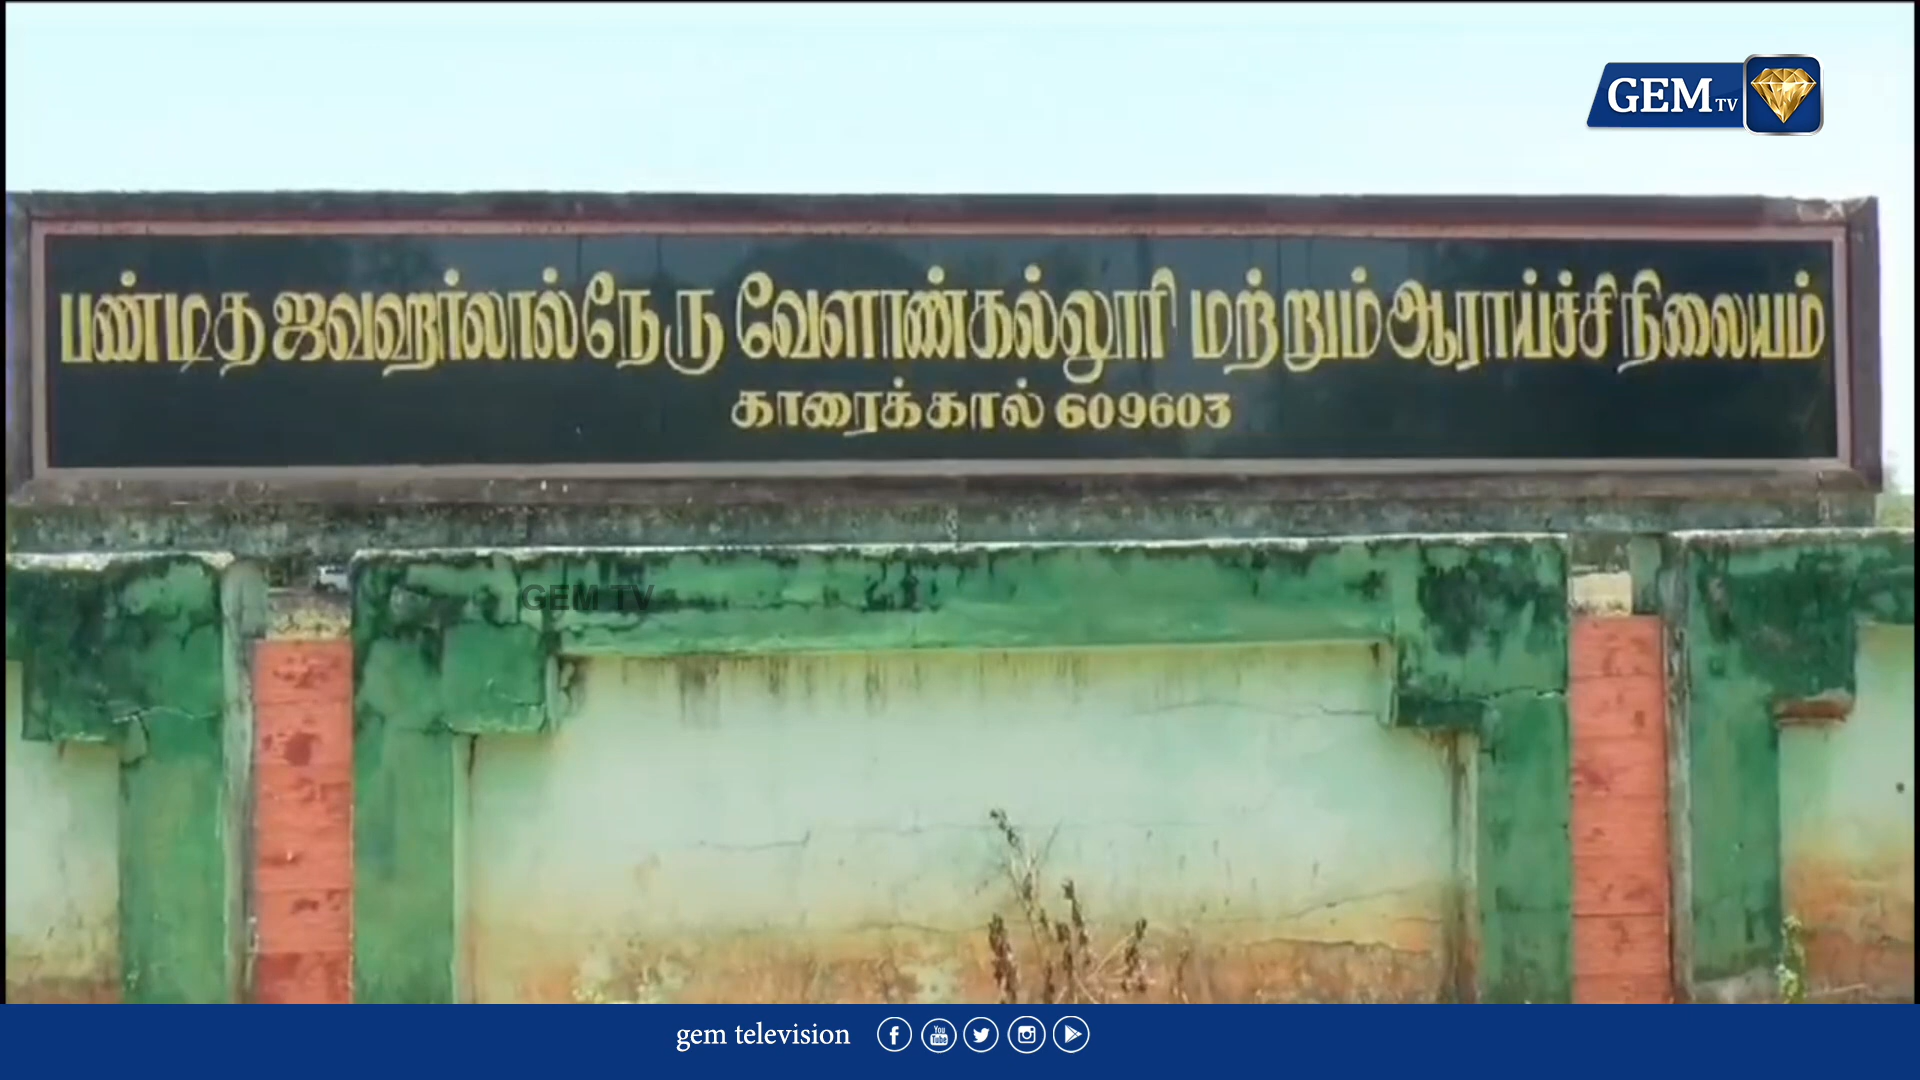 GEM TV
பண்டித ஜவஹர்லால் நேரு வேளாண் கல்லூரி மற்றும் ஆராய்ச்சி நிலையம்
காரைக்கால் 609603
GEM TV
gem television